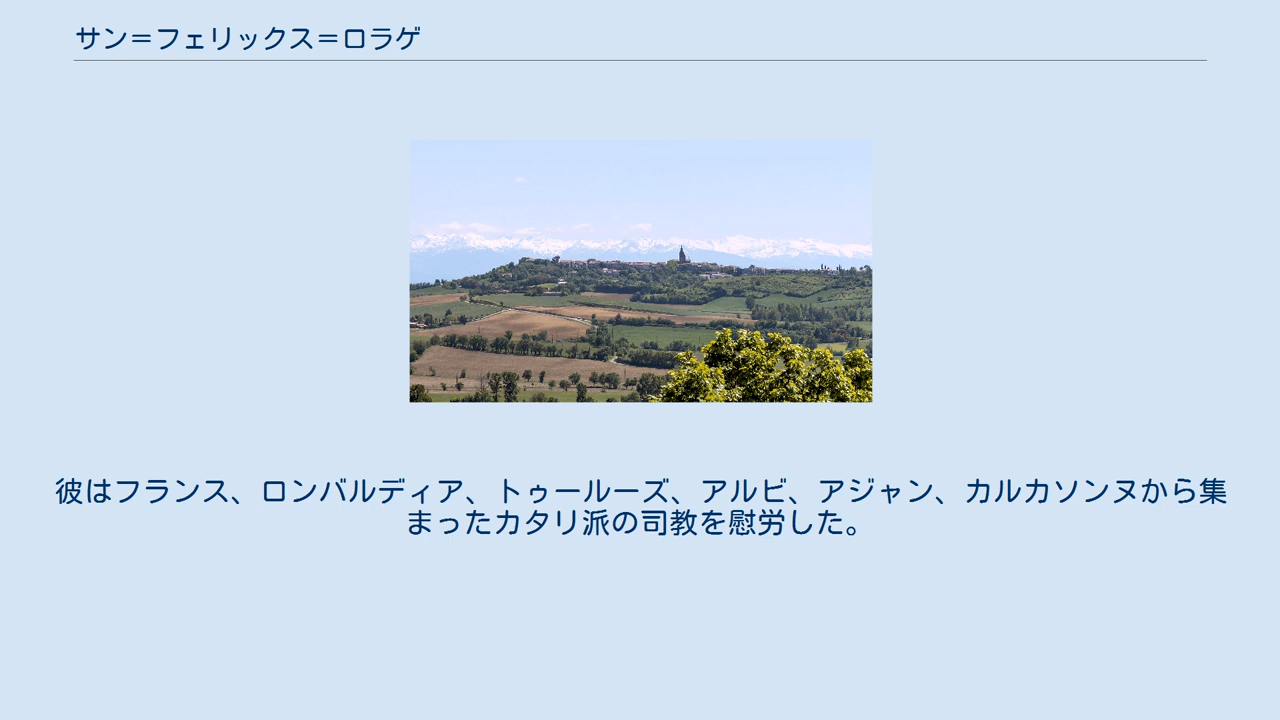 サン＝フェリックス＝ロラゲ
彼はフランス、ロンバルディア、トゥールーズ、アルビ、アジャン、カルカソンヌから集
まったカタリ派の司教を慰労した。